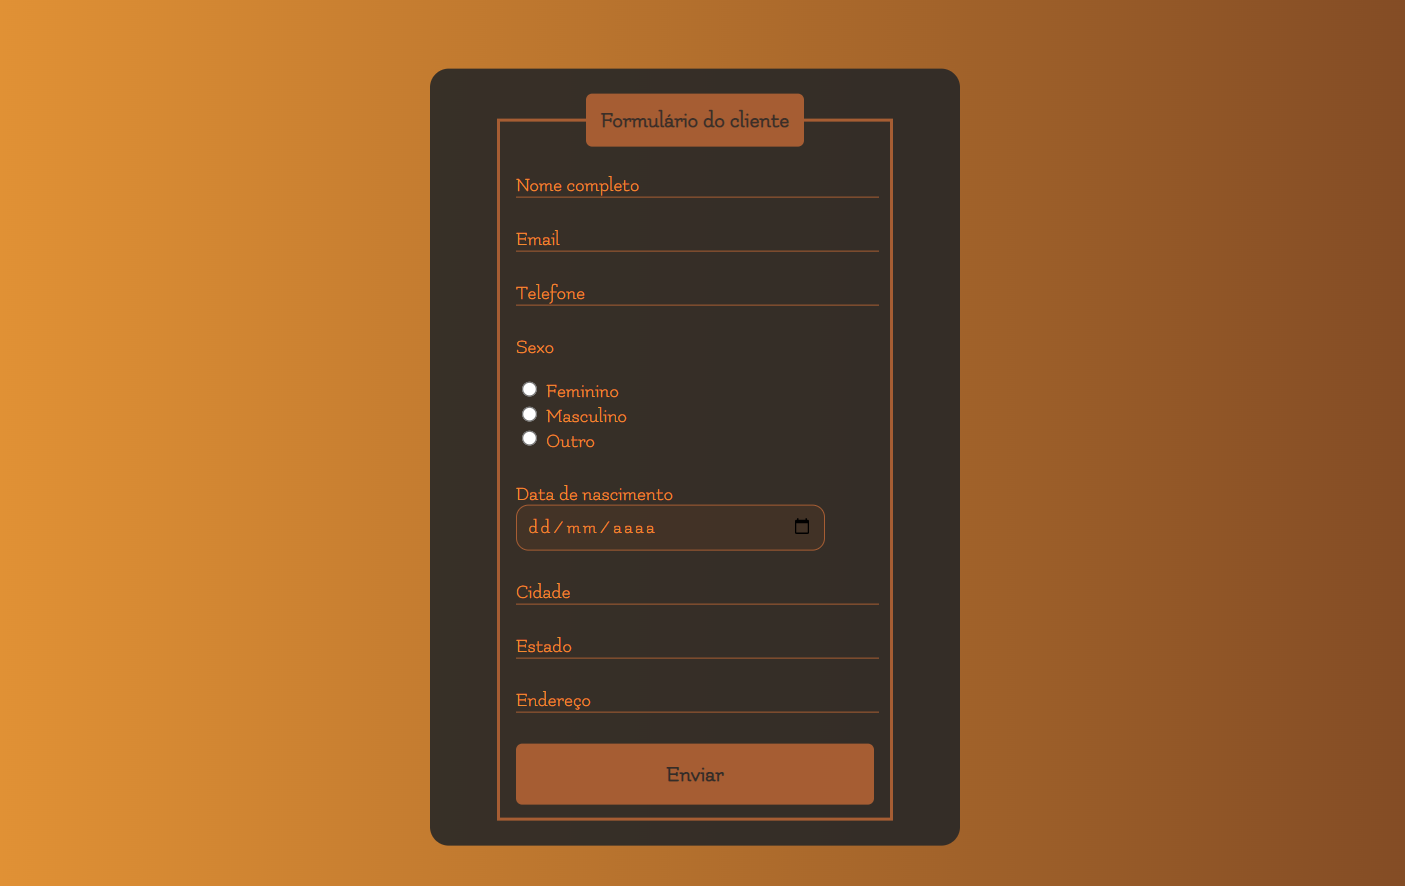 Formulário do cliente
Nome completo
Email
Telefone
Sexo
Feminino
Masculino
Outro
Data de nascimento
dd/mm/aaaa
Cidade
Estado
Endereço
Enviar